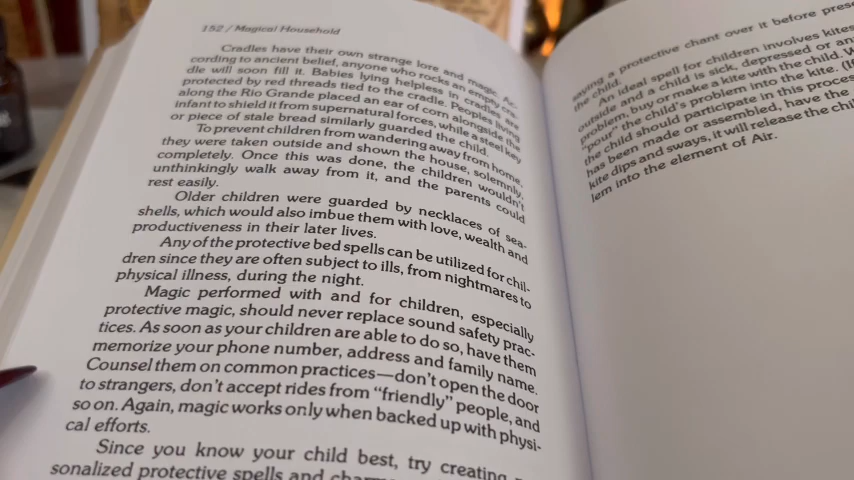 152 / Magical Household
Cradles have their own strange lore and magic. Ac-
cording to ancient belief, anyone who rocks an empty cra-
dle will soon fill it. Babies lying helpless in cradles are
protected by red threads tied to the cradle. Peoples living
along the Rio Grande placed an ear of corn alongside the
infant to shield it from supernatural forces, while a steel key
or piece of stale bread similarly guarded the child.
To prevent children from wandering away from home,
they were taken outside and shown the house, solemnly,
completely. Once this was done, the children wouldn't
unthinkingly walk away from it, and the parents could
rest easily.
Older children were guarded by necklaces of sea-
shells, which would also imbue them with love, wealth and
productiveness in their later lives.
Any of the protective bed spells can be utilized for chil-
dren since they are often subject to ills, from nightmares to
physical illness, during the night.
Magic performed with and for children, especially
protective magic, should never replace sound safety prac-
tices. As soon as your children are able to do so, have them
memorize your phone number, address and family name.
Counsel them on common practices—don't open the door
to strangers, don't accept rides from "friendly" people, and
so on. Again, magic works only when backed up with physi-
cal efforts.
Since you know your child best, try creating
sonalized protective spells and
saying a protective chant over it before
the child.
An ideal spell for children involves kites
outside and a child is sick, depressed or
problem, buy or make a kite with the child.
"pour" the child's problem into the kite. (If
the child should participate in this
has been made or assembled, have the
kite dips and sways, it will release the
lem into the element of Air.